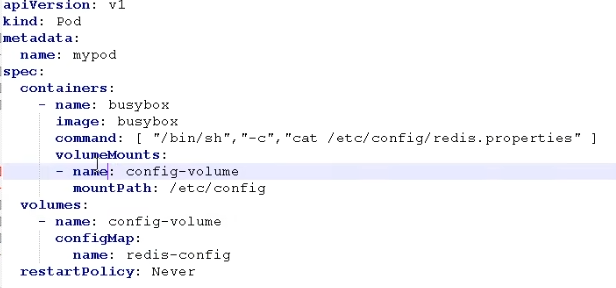 apiVersion: v1
kind: Pod
metadata:
  name: mypod
spec:
  containers:
    - name: busybox
      image: busybox
      command: [ "/bin/sh","-c","cat /etc/config/redis.properties" ]
      volumeMounts:
      - name: config-volume
        mountPath: /etc/config
  volumes:
    - name: config-volume
      configMap:
        name: redis-config
  restartPolicy: Never